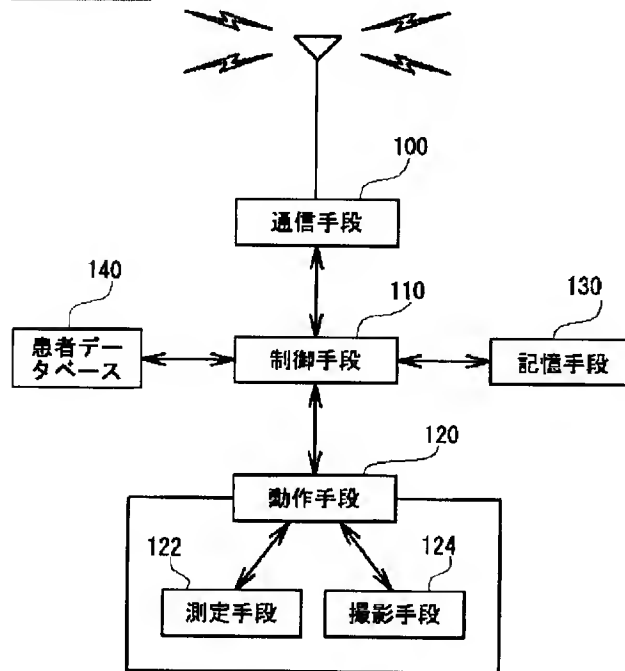 100
通信手段
140
110
130
患者デー
タベース
制御手段
記憶手段
120
動作手段
122
124
測定手段
撮影手段